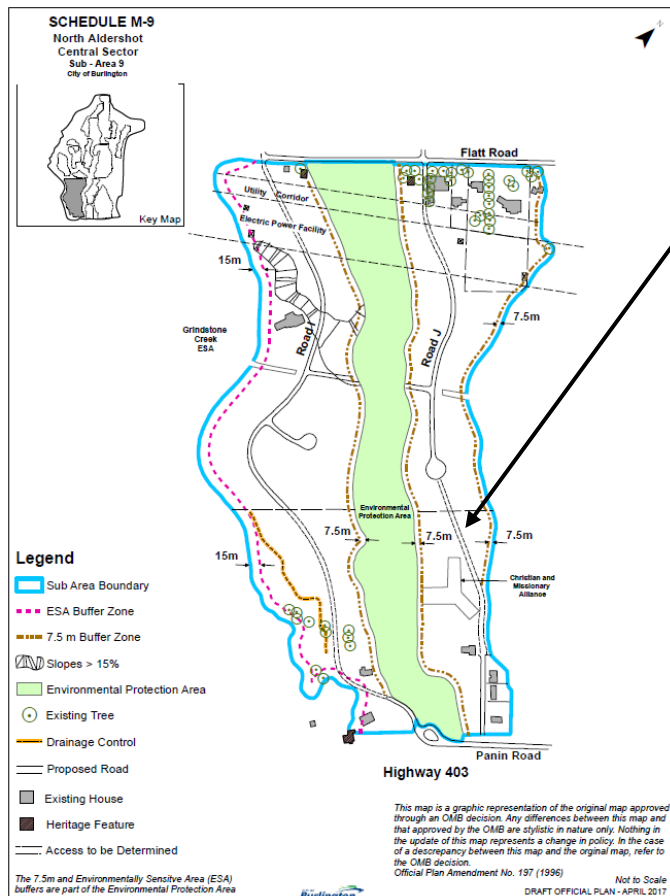 SCHEDULE M-9
North Aldershot
Central Sector
Sub - Area 9
City of Burlington
Key Map
Flatt Road
Utility Corridor
Electric Power Facility
15m
7.5m
Grindstone
Creek
ESA
Road I
Road J
Environmental
Protection Area
7.5m
7.5m
7.5m
15m
Christian and
Missionary
Alliance
Legend
Sub Area Boundary
ESA Buffer Zone
7.5 m Buffer Zone
Slopes > 15%
Environmental Protection Area
Existing Tree
Drainage Control
Proposed Road
Existing House
Heritage Feature
Access to be Determined
Panin Road
Highway 403
This map is a graphic representation of the original map approved
through an OMB decision. Any differences between this map and
that approved by the OMB are stylistic in nature only. Nothing in
the update of this map represents a change in policy. In the case
of a discrepancy between this map and the orginal map, refer to
the OMB decision.
Official Plan Amendment No. 197 (1996)
Not to Scale
The 7.5m and Environmentally Sensitve Area (ESA)
buffers are part of the Environmental Protection Area
Burlington
DRAFT OFFICIAL PLAN - APRIL 2017